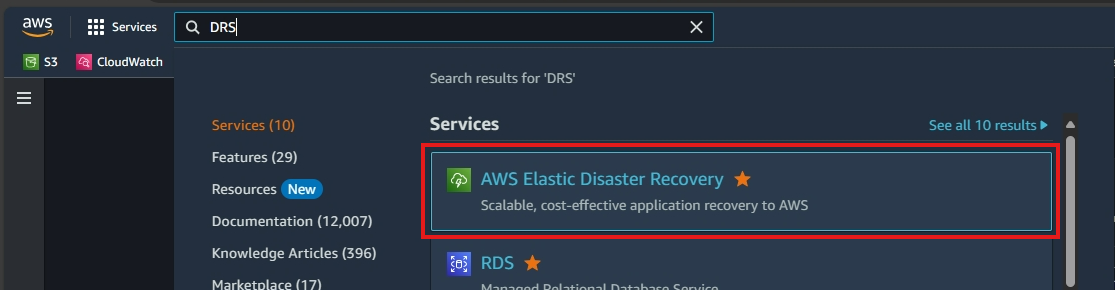 aws
Services
DRS
S3
CloudWatch
Search results for 'DRS'
Services (10)
Features (29)
Resources New
Documentation (12,007)
Knowledge Articles (396)
Marketplace (17)
Services
See all 10 results
AWS Elastic Disaster Recovery
Scalable, cost-effective application recovery to AWS
RDS
Managed Relational Database Service